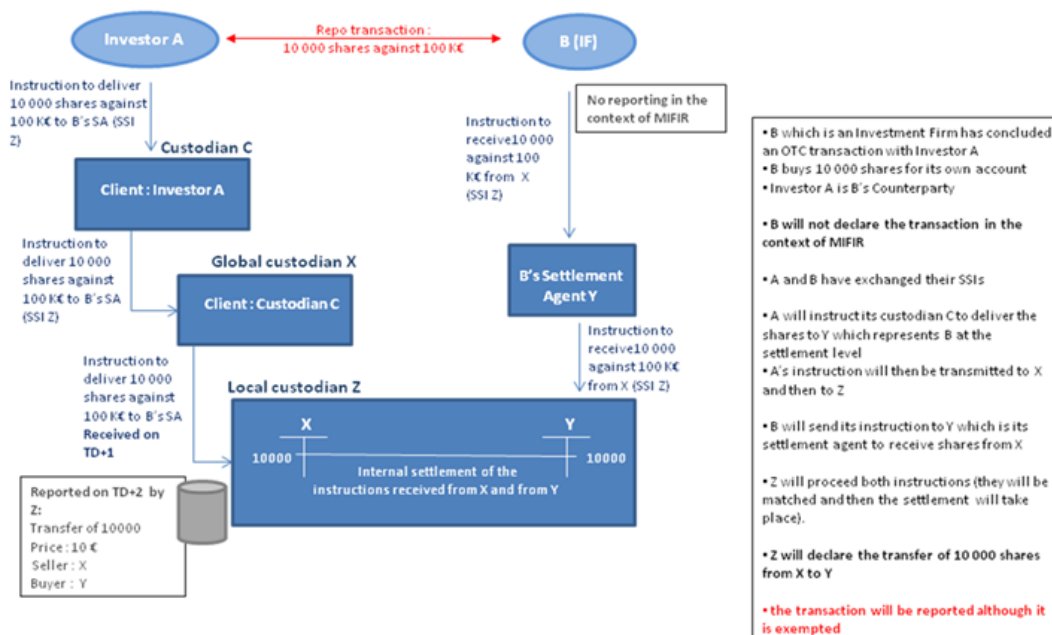 Investor A
Repo transaction :
10 000 shares against 100 K€
B (IF)
Instruction to deliver
10 000 shares against
100 K€ to B's SA (SSI
Z)
No reporting in the
context of MIFIR
Instruction to
receive10 000
against 100
K€ from X
(SSI Z)
Custodian C
Client : Investor A
Instruction to
deliver 10 000
shares against
100 K€ to B's SA
(SSI Z)
Global custodian X
Client : Custodian C
B's Settlement
Agent Y
Instruction to
deliver 10 000
shares against
100 K€ to B's SA
Received on
TD+1
Instruction to
receive10 000
against 100 K€
from X (SSI Z)
Local custodian Z
X
Y
10000
10000
Internal settlement of the
instructions received from X and from Y
Reported on TD+2 by
Z:
Transfer of 10000
Price : 10 €
Seller : X
Buyer : Y
• B which is an Investment Firm has concluded
an OTC transaction with Investor A
• B buys 10 000 shares for its own account
• Investor A is B's Counterparty
• B will not declare the transaction in the
context of MIFIR
• A and B have exchanged their SSIs
• A will instruct its custodian C to deliver the
shares to Y which represents B at the
settlement level
• A's instruction will then be transmitted to X
and then to Z
• B will send its instruction to Y which is its
settlement agent to receive shares from X
• Z will proceed both instructions (they will be
matched and then the settlement will take
place).
• Z will declare the transfer of 10 000 shares
from X to Y
• the transaction will be reported although it
is exempted